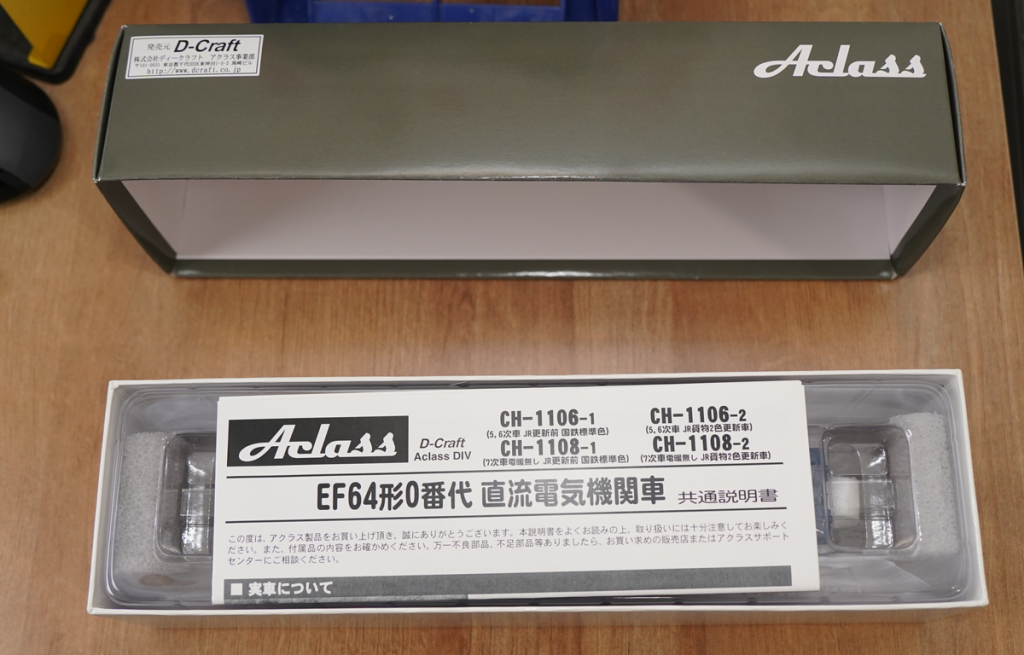 発売元 D-Craft
株式会社ディークラフト アクラス事業部
http://www.dcraft.co.jp
Aclass
Aclass
D-Craft
Aclass DIV
CH-1106-1
(5,6次車 JR更新前 国鉄標準色)
CH-1108-1
(7次車電暖無し JR更新前 国鉄標準色)
CH-1106-2
(5,6次車 JR貨物2色更新車)
CH-1108-2
(7次車電暖無し JR貨物2色更新車)
EF64形0番代 直流電気機関車 共通説明書
この度は、アクラス製品をお買い上げ頂き、誠にありがとうございます。本説明書をよくお読みの上、取り扱いには十分注意してお楽しみく
ださい。また、付属品の内容をお確かめください。万一不良部品、不足部品等ありましたら、お買い求めの販売店またはアクラスサポート
センターにご相談ください。
■ 実車について